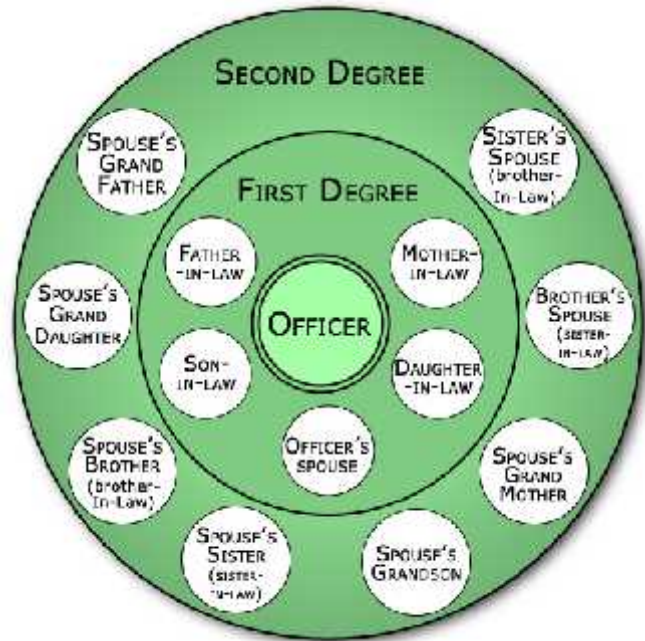 SECOND DEGREE
SPOUSE'S
GRAND
FATHER
SISTER'S
SPOUSE
(brother-
In-Law)
FIRST DEGREE
FATHER
-IN-LAW
MOTHER-
IN-LAW
SPOUSE'S
GRAND
DAUGHTER
OFFICER
BROTHER'S
SPOUSE
(SISTER-
IN-LAW)
SON-
IN-LAW
DAUGHTER
-IN-LAW
SPOUSE'S
BROTHER
(brother-
In-Law)
OFFICER'S
SPOUSE
SPOUSE'S
GRAND
MOTHER
SPOUSE'S
SISTER
(SISTER-
IN-LAW)
SPOUSE'S
GRANDSON